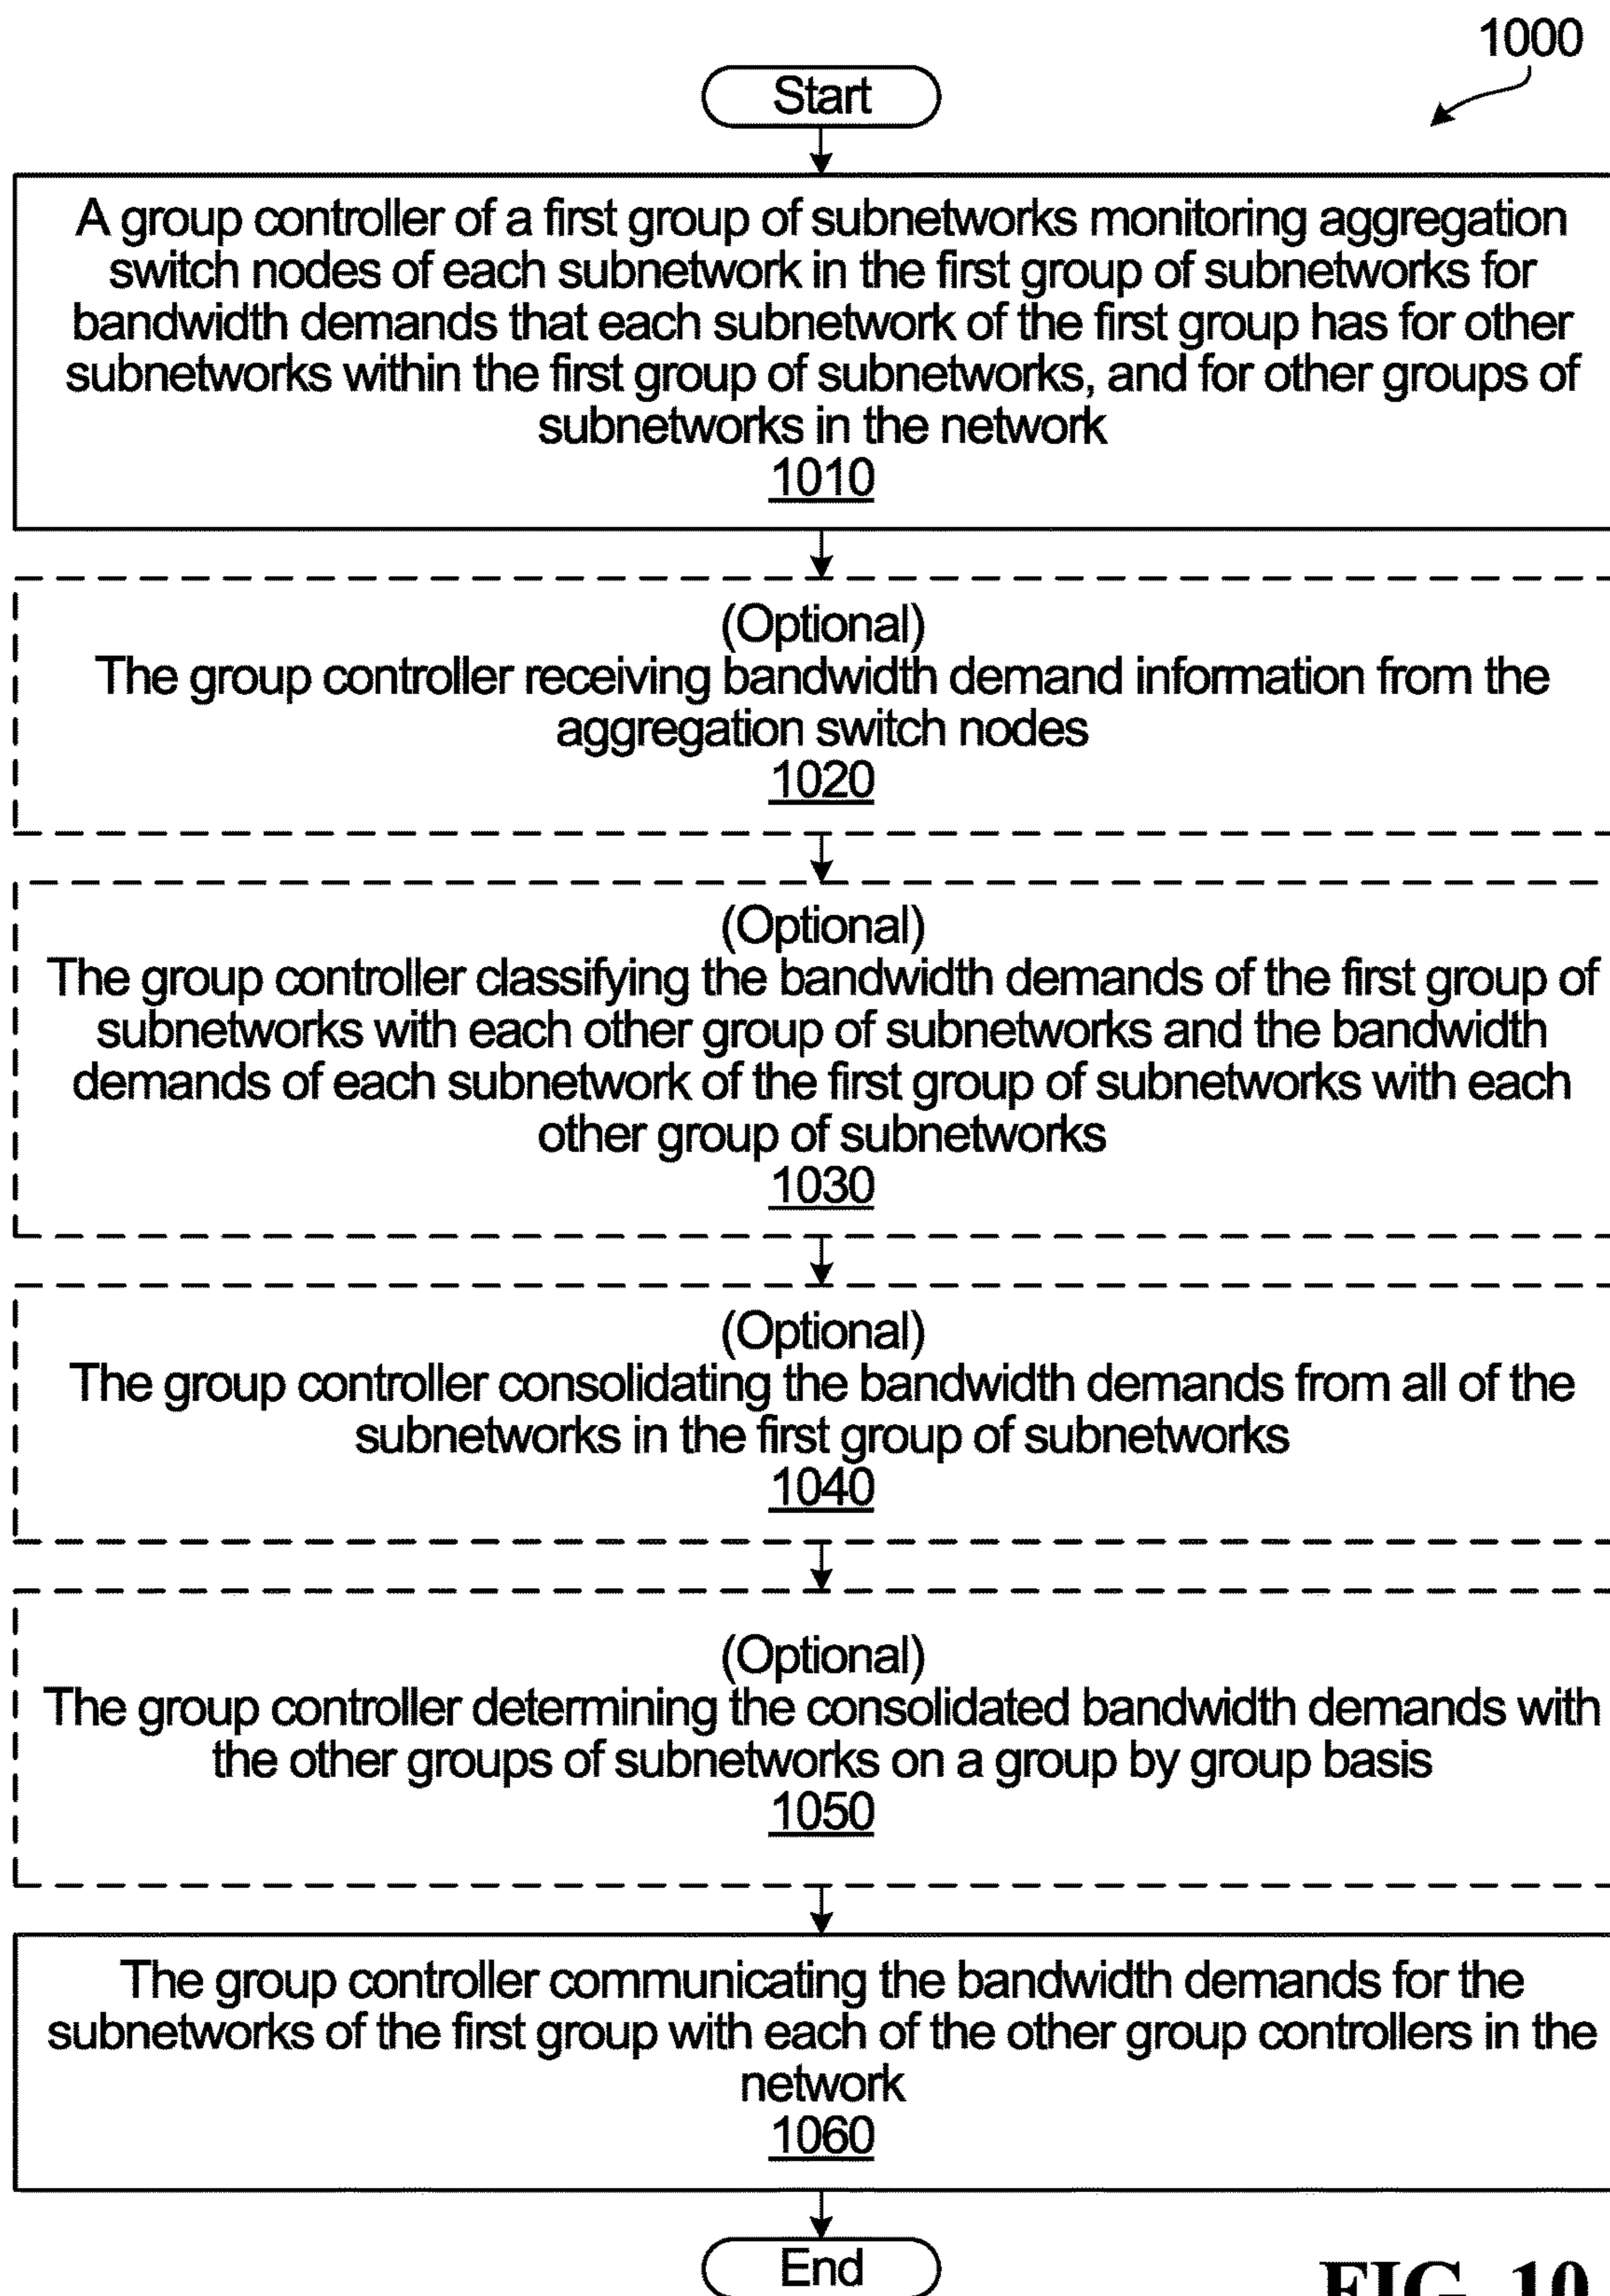 1000
Start
A group controller of a first group of subnetworks monitoring aggregation
switch nodes of each subnetwork in the first group of subnetworks for
bandwidth demands that each subnetwork of the first group has for other
subnetworks within the first group of subnetworks, and for other groups of
subnetworks in the network
1010
(Optional)
The group controller receiving bandwidth demand information from the
aggregation switch nodes
1020
(Optional)
The group controller classifying the bandwidth demands of the first group of
subnetworks with each other group of subnetworks and the bandwidth
demands of each subnetwork of the first group of subnetworks with each
other group of subnetworks
1030
(Optional)
The group controller consolidating the bandwidth demands from all of the
subnetworks in the first group of subnetworks
1040
(Optional)
The group controller determining the consolidated bandwidth demands with
the other groups of subnetworks on a group by group basis
1050
The group controller communicating the bandwidth demands for the
subnetworks of the first group with each of the other group controllers in the
network
1060
End
FIG. 10